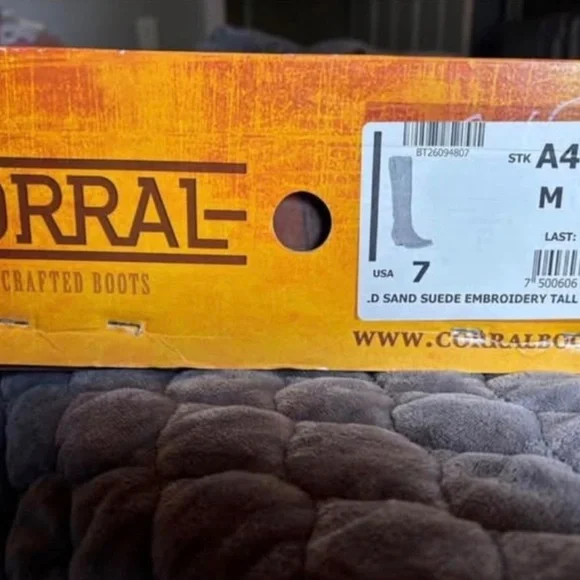 ORRAL
CRAFTED BOOTS
BT26094807
STK A4
M
LAST:
USA 7
7 500606
.D SAND SUEDE EMBROIDERY TALL
WWW.CORRALBOO